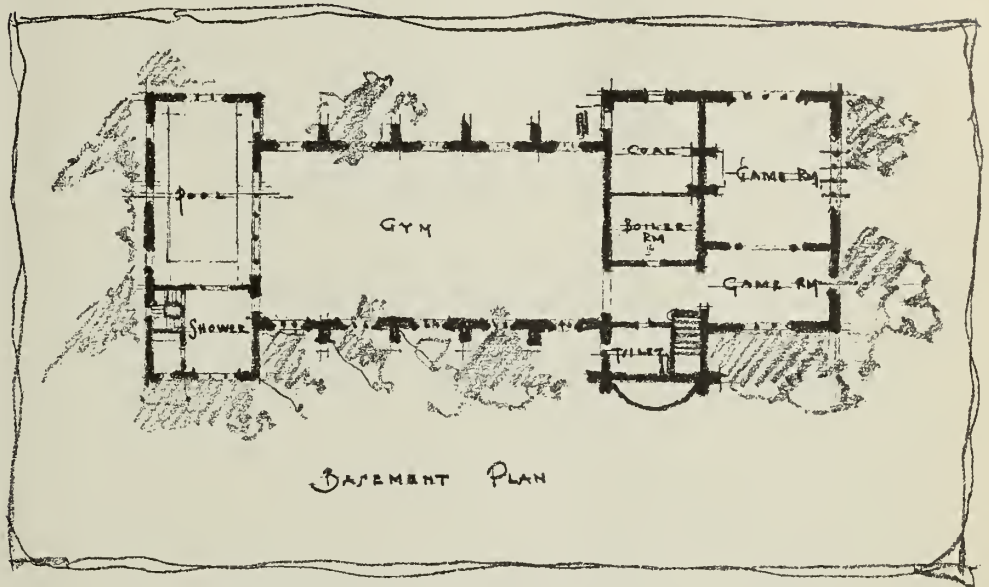 POOL
GYM
COAL
GAME RM
BOILER
RM
GAME RM
SHOWER
TOILET
BASEMENT PLAN